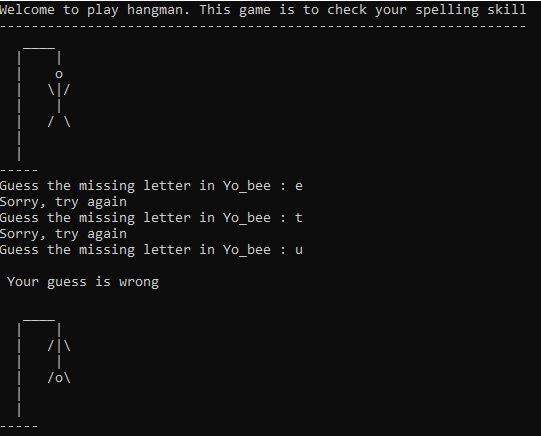 Welcome to play hangman. This game is to check your spelling skill
Guess the missing letter in Yo_bee : e
Sorry, try again
Guess the missing letter in Yo_bee : t
Sorry, try again
Guess the missing letter in Yo_bee : u
Your guess is wrong